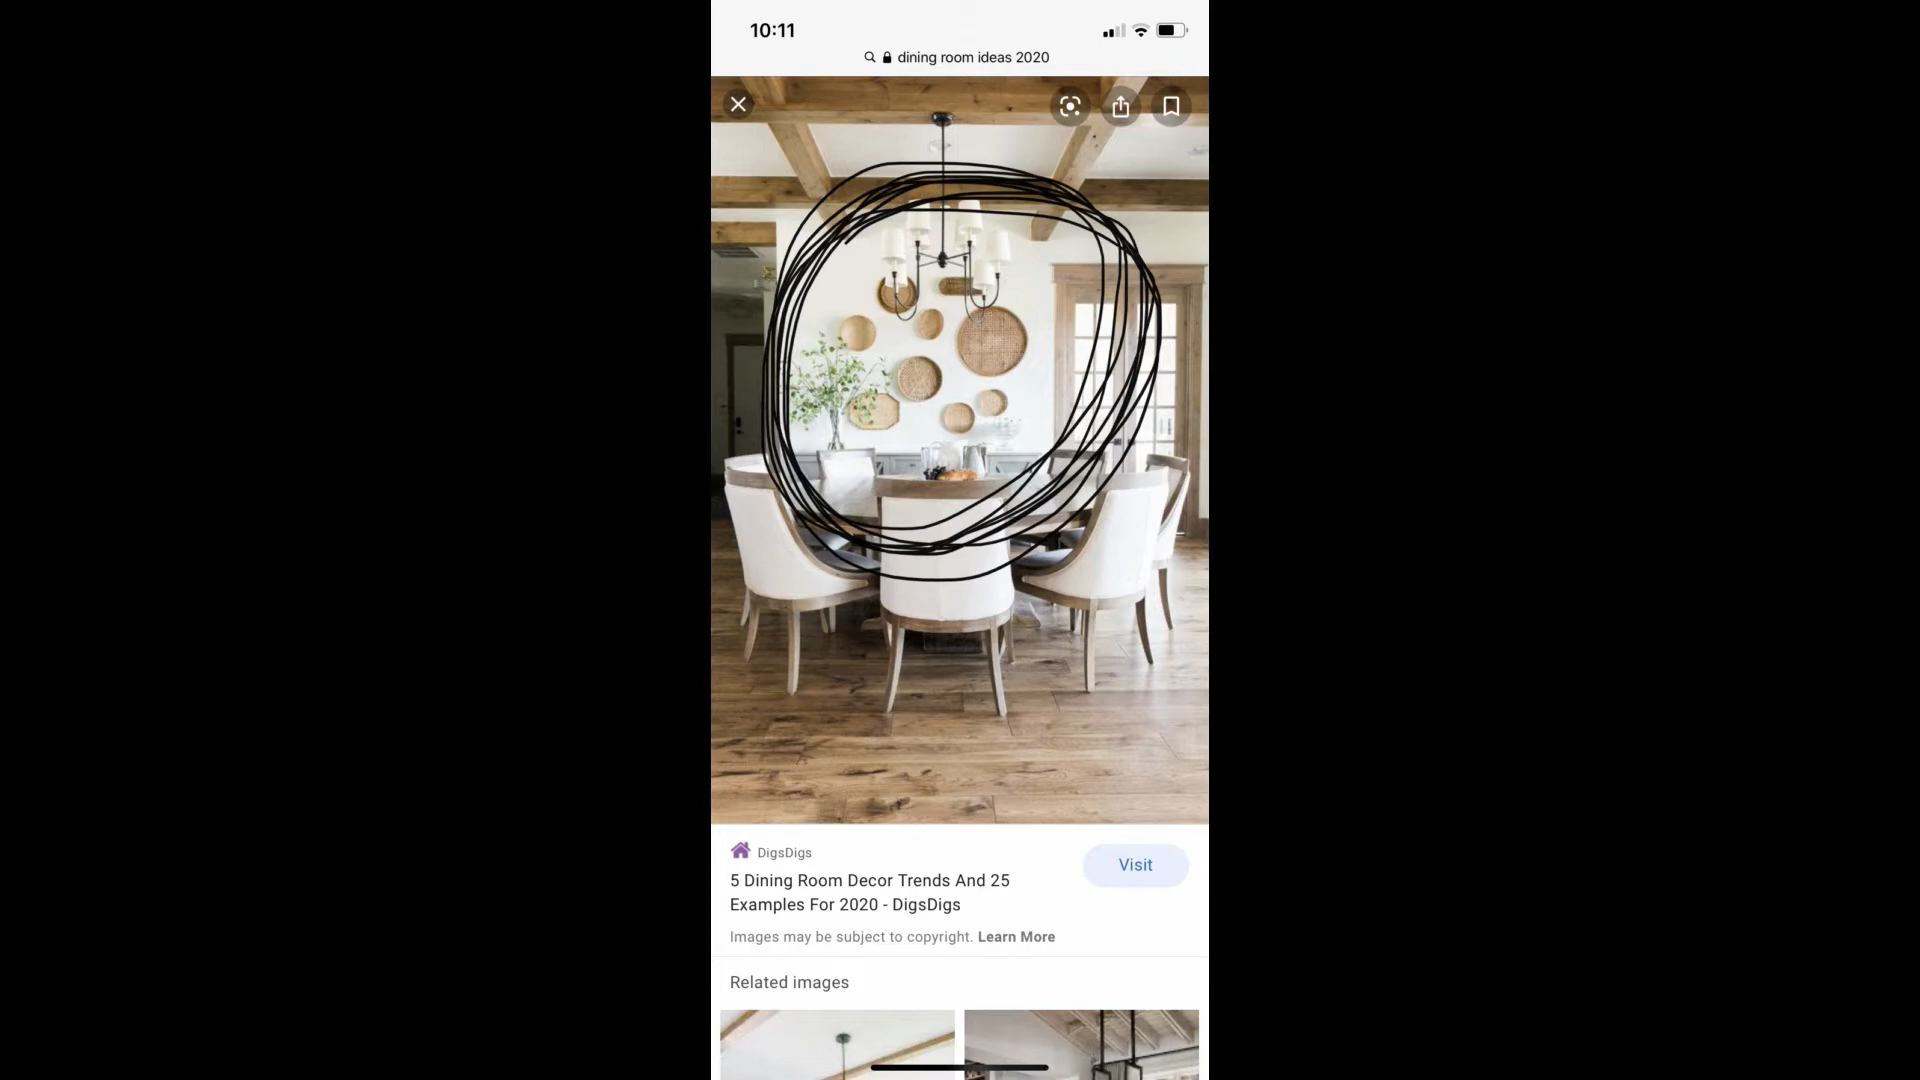 10:11
dining room ideas 2020
DigsDigs
5 Dining Room Decor Trends And 25
Examples For 2020 - DigsDigs
Visit
Images may be subject to copyright. Learn More
Related images